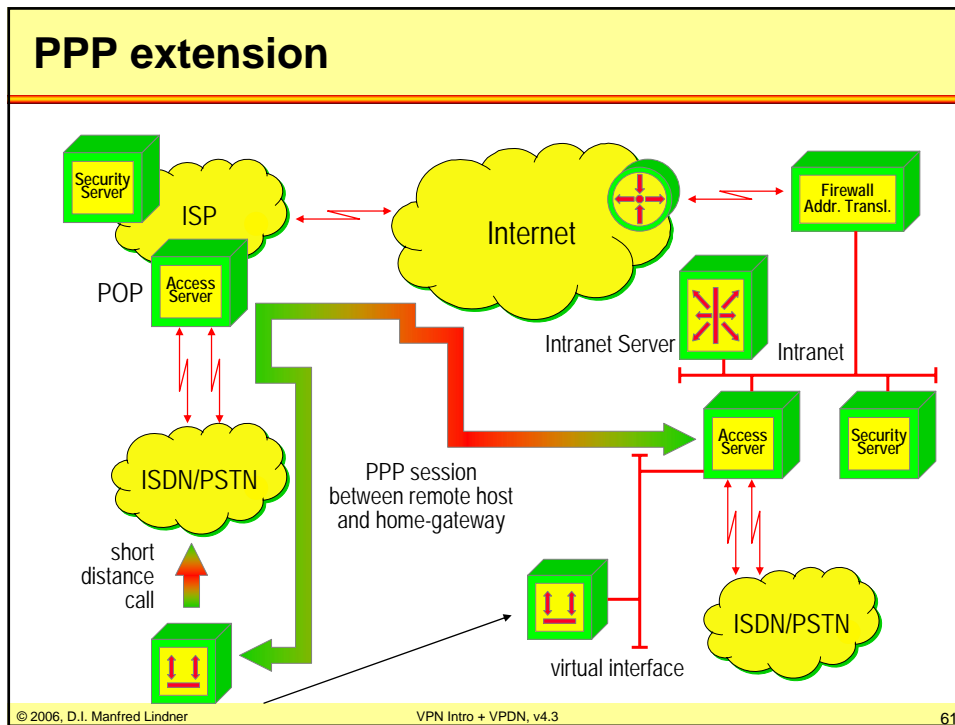 PPP extension
Security
Server
ISP
Internet
Firewall
Addr. Transl.
POP
Access
Server
Intranet Server
Intranet
Access
Server
Security
Server
ISDN/PSTN
PPP session
between remote host
and home-gateway
short
distance
call
ISDN/PSTN
virtual interface
© 2006, D.I. Manfred Lindner
VPN Intro + VPDN, v4.3
61